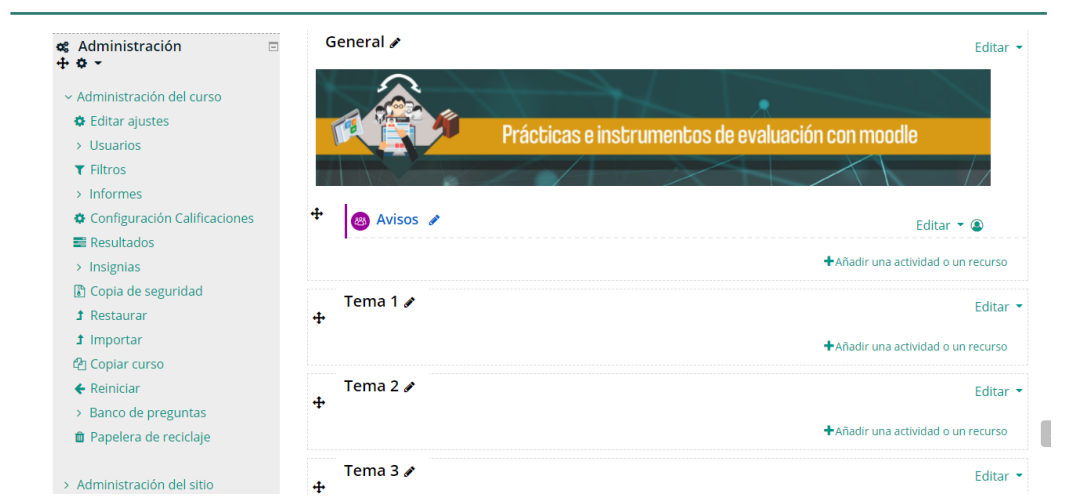 Administración
Administración del curso
Editar ajustes
Usuarios
Filtros
Informes
Configuración Calificaciones
Resultados
Insignias
Copia de seguridad
Restaurar
Importar
Copiar curso
Reiniciar
Banco de preguntas
Papelera de reciclaje
Administración del sitio
General
Editar
Prácticas e instrumentos de evaluación con moodle
Avisos
Editar
Añadir una actividad o un recurso
Tema 1
Editar
Añadir una actividad o un recurso
Tema 2
Editar
Añadir una actividad o un recurso
Tema 3
Editar